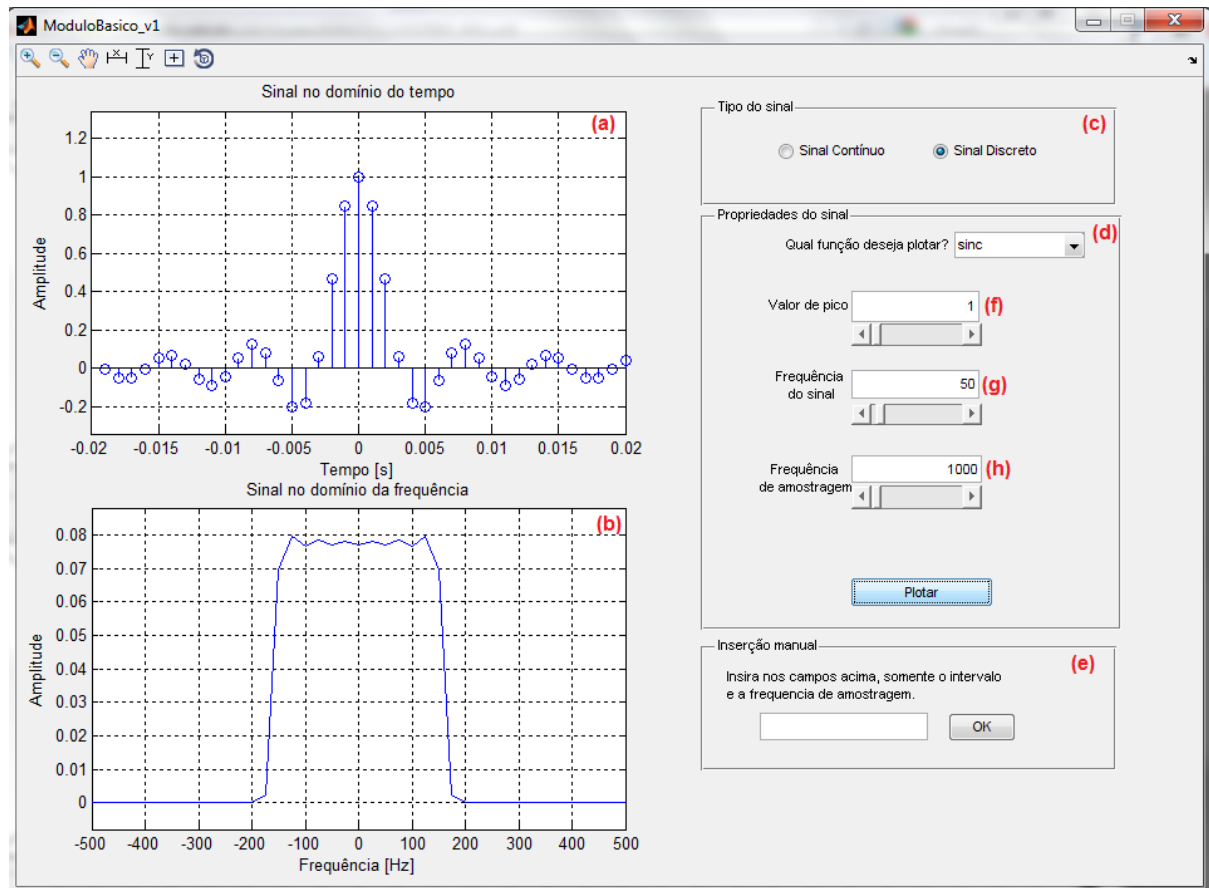 ModuloBasico_v1
Sinal no domínio do tempo
(a)
Amplitude
1.2
1
0.8
0.6
0.4
0.2
0
-0.2
-0.02 -0.015 -0.01 -0.005 0 0.005 0.01 0.015 0.02
Tempo [s]
Sinal no domínio da frequência
(b)
Amplitude
0.08
0.07
0.06
0.05
0.04
0.03
0.02
0.01
0
-500 -400 -300 -200 -100 0 100 200 300 400 500
Frequência [Hz]
Tipo do sinal
(c)
Sinal Contínuo Sinal Discreto
Propriedades do sinal
(d)
Qual função deseja plotar? sinc
Valor de pico 1 (f)
Frequência
do sinal
50 (g)
Frequência
de amostragem
1000 (h)
Plotar
Inserção manual
(e)
Insira nos campos acima, somente o intervalo
e a frequencia de amostragem.
OK